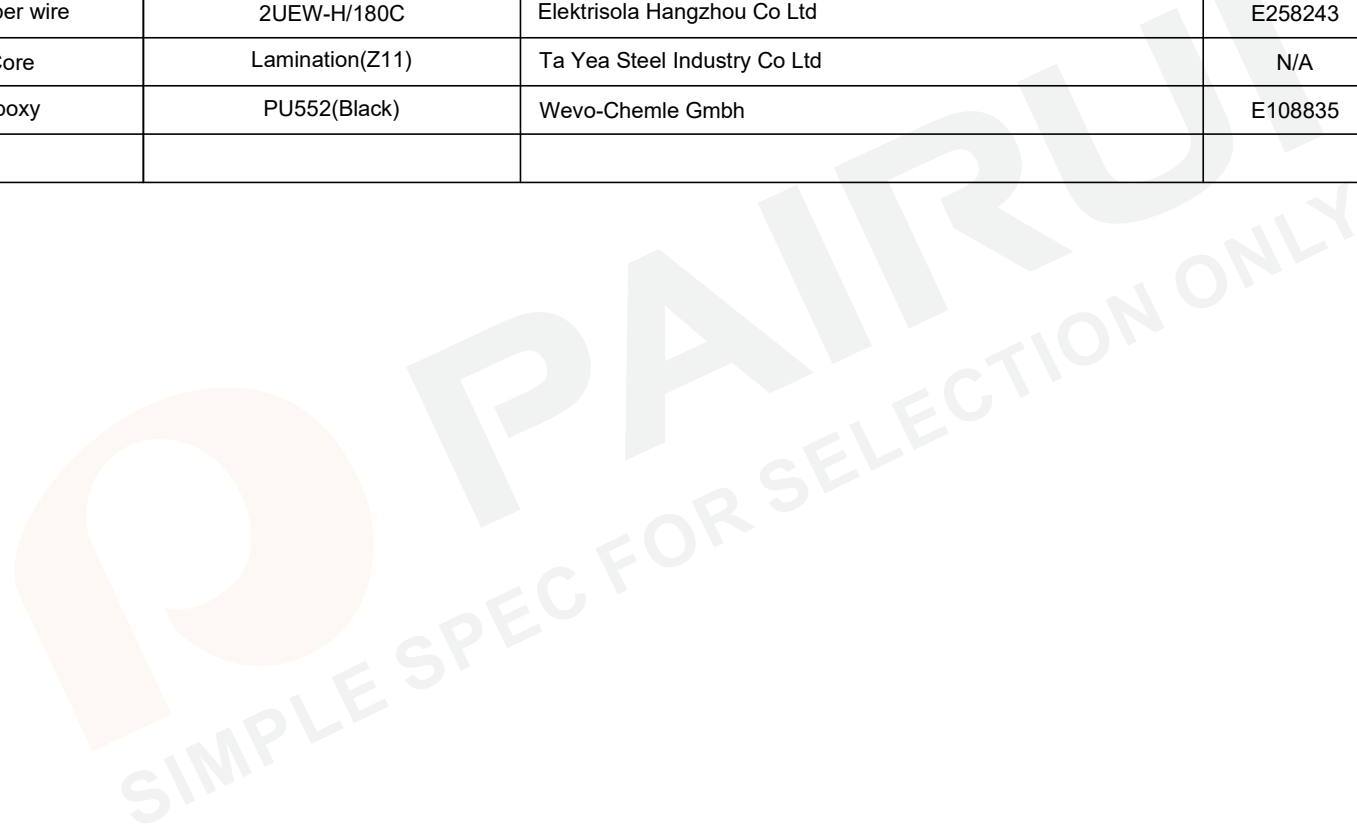 per wire 2UEW-H/180C Elektrisola Hangzhou Co Ltd E258243
Core Lamination(Z11) Ta Yea Steel Industry Co Ltd N/A
poxy PU552(Black) Wevo-Chemle Gmbh E108835
PAIRUI
SIMPLE SPEC FOR SELECTION ONLY